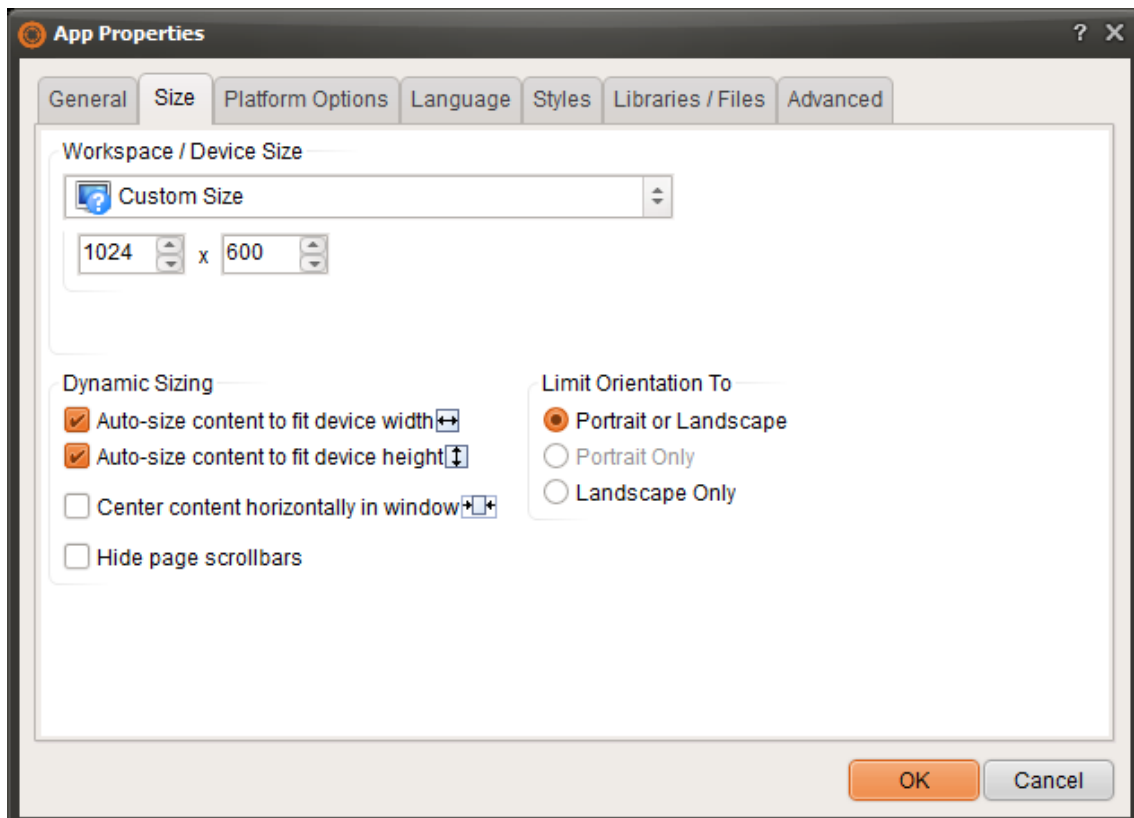 App Properties ? X
General Size Platform Options Language Styles Libraries / Files Advanced
Workspace / Device Size
Custom Size
1024 x 600
Dynamic Sizing
Auto-size content to fit device width
Auto-size content to fit device height
Center content horizontally in window
Hide page scrollbars
Limit Orientation To
Portrait or Landscape
Portrait Only
Landscape Only
OK Cancel